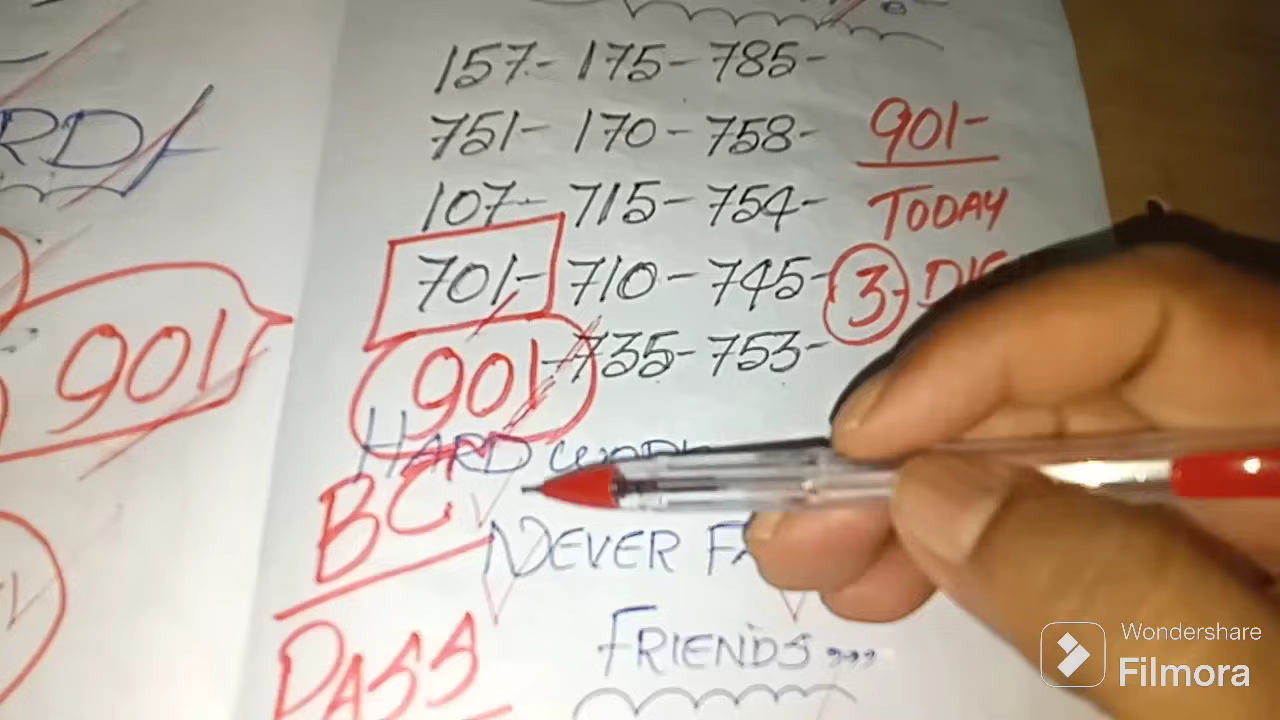 157- 175- 785-
751- 170- 758-
107- 715- 754-
701- 710- 745-
901 -735- 753-
901-
TODAY
3-
HARD
BC
NEVER
PASS
FRIENDS,,,,
901
Wondershare
Filmora